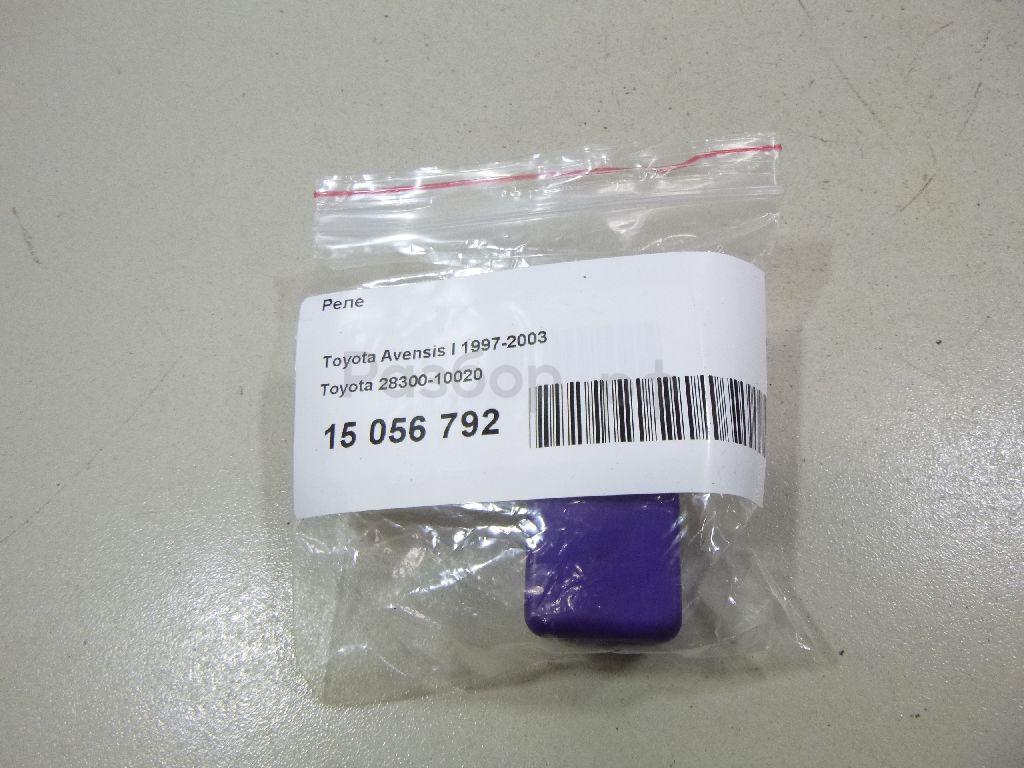 Реле
Toyota Avensis I 1997-2003
Toyota 28300-10020
15 056 792